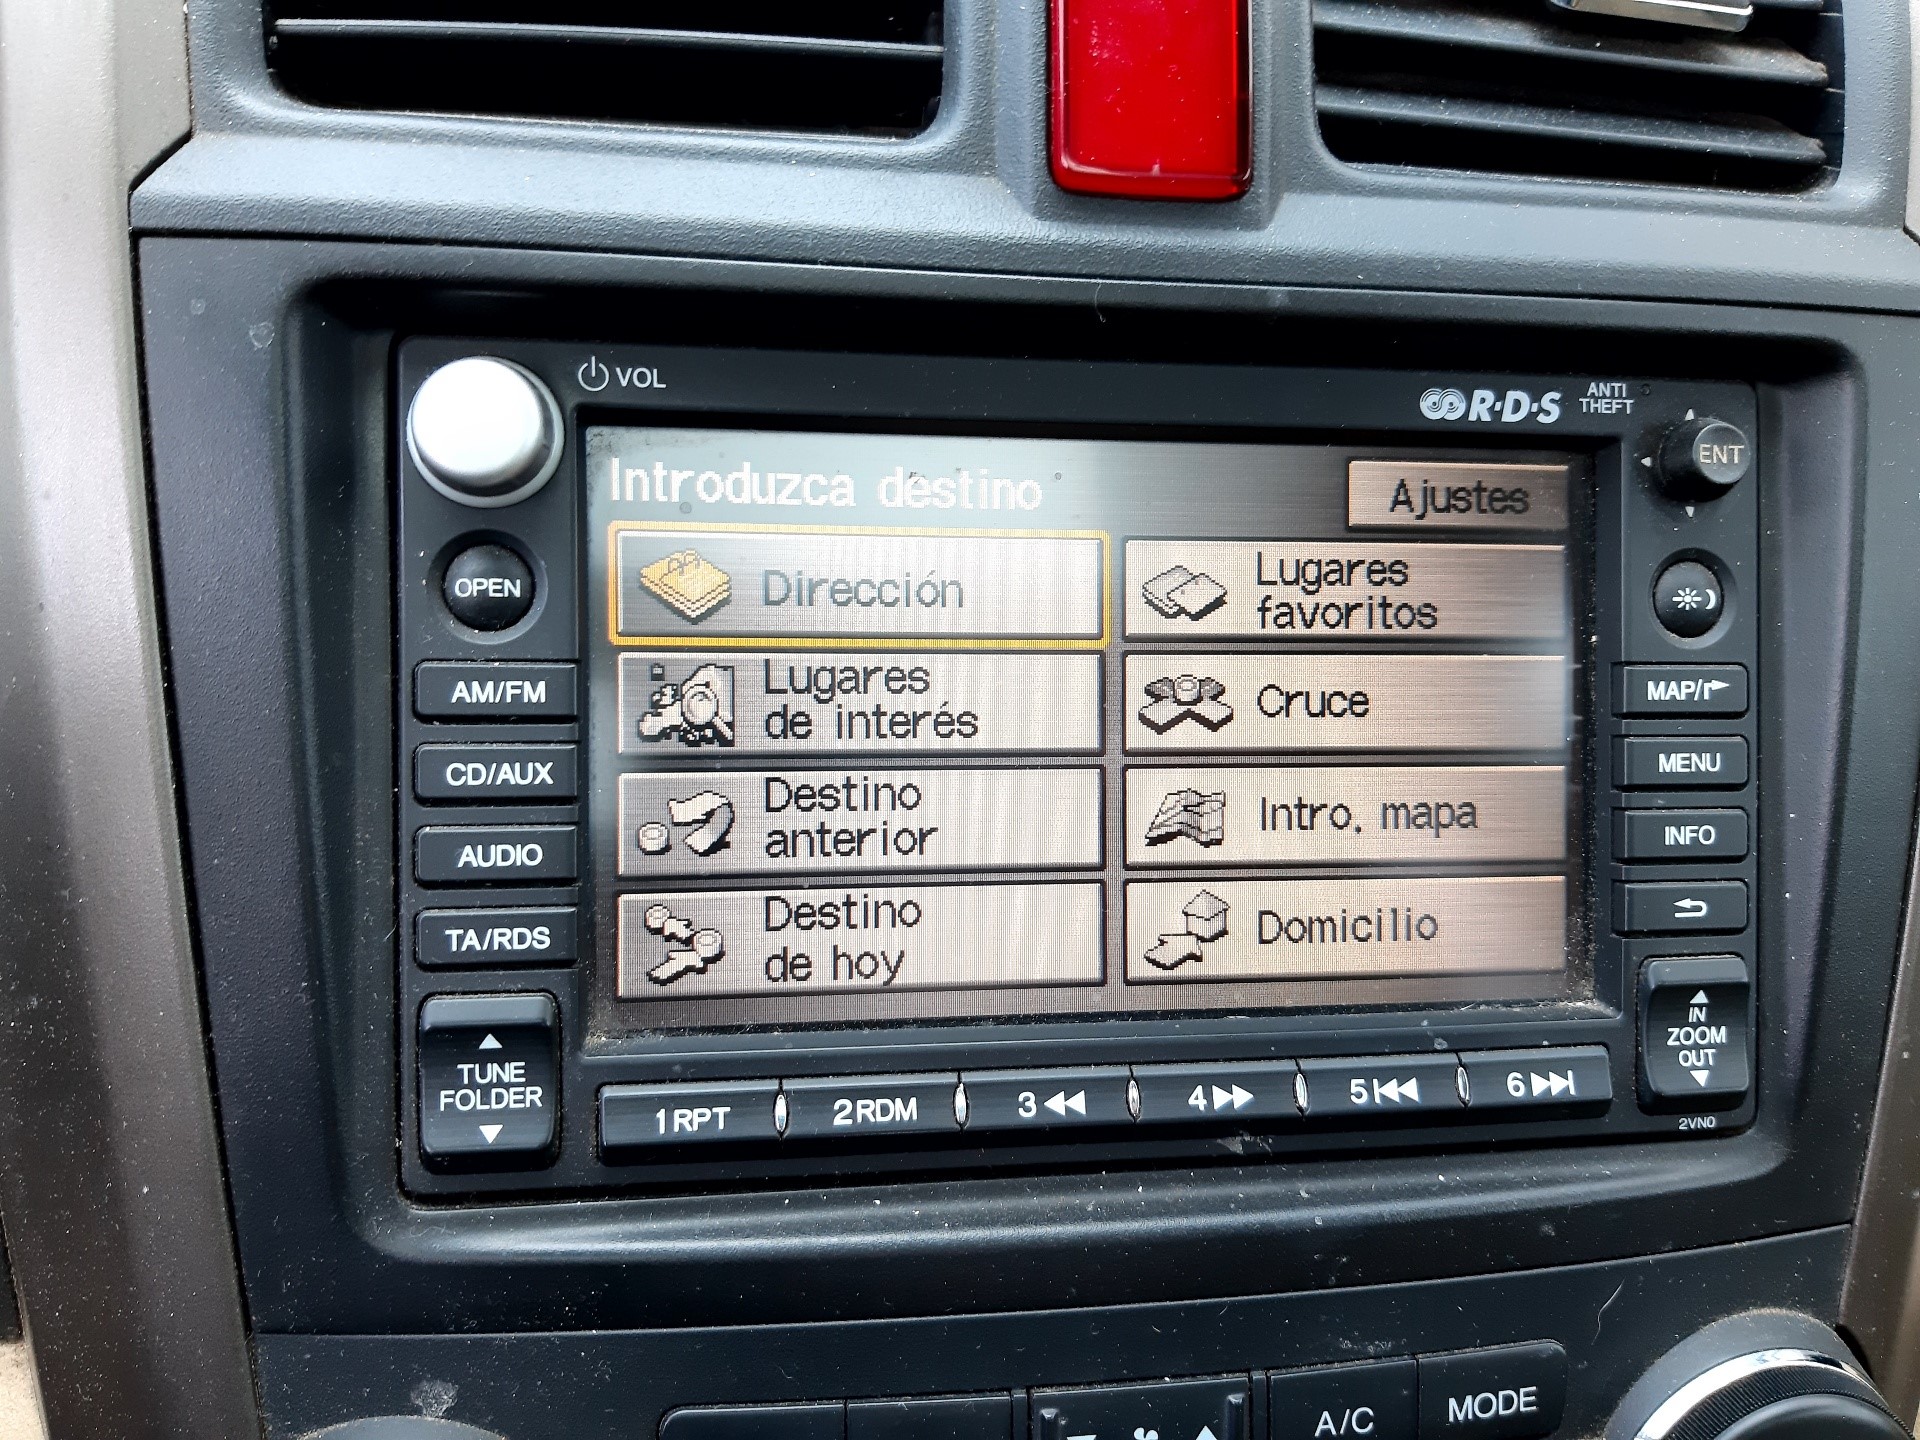 VOL
R·D·S
ANTI
THEFT
ENT
OPEN
AM/FM
CD/AUX
AUDIO
TA/RDS
TUNE
FOLDER
Introduzca destino
Ajustes
Dirección
Lugares
favoritos
Lugares
de interés
Cruce
Destino
anterior
Intro. mapa
Destino
de hoy
Domicilio
MAP/
MENU
INFO
IN
ZOOM
OUT
2VN0
1 RPT
2 RDM
3
4
5
6
A/C
MODE